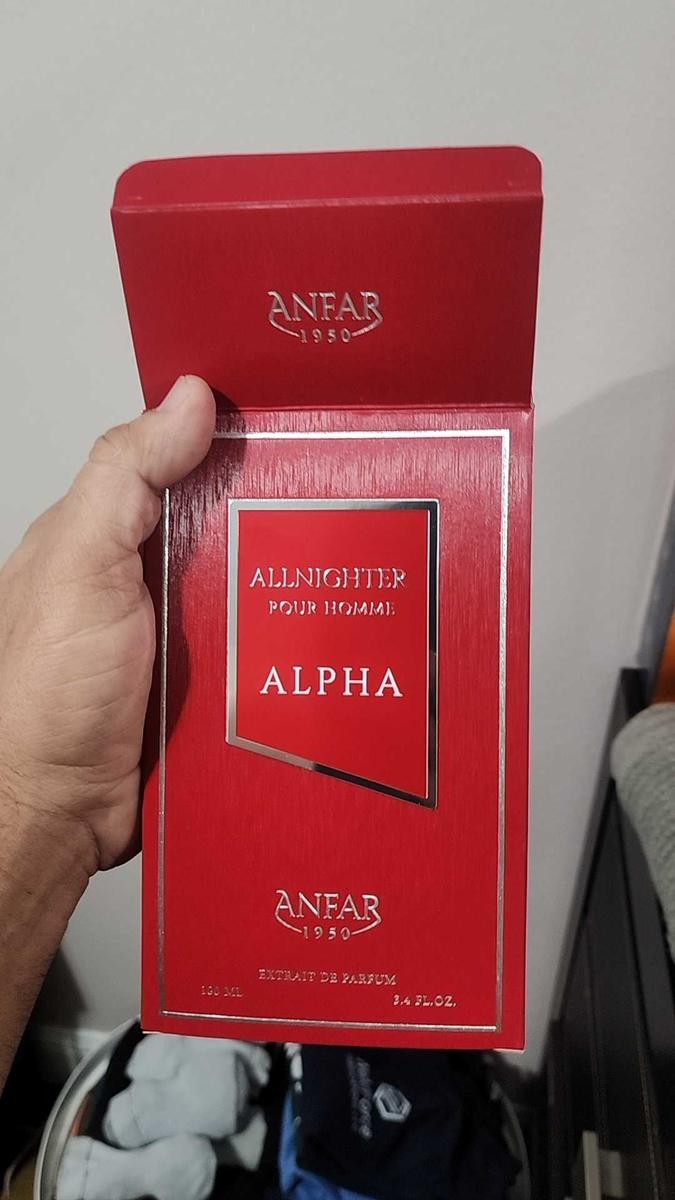 ANFAR
1950
ALLNIGHTER
POUR HOMME
ALPHA
ANFAR
1950
EXTRAIT DE PARFUM
100 ML
3,4 FL.OZ.